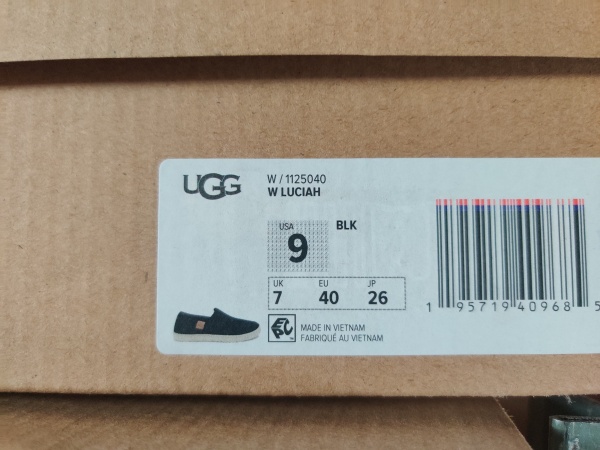 UGG
W / 1125040
W LUCIAH
USA
9
BLK
UK EU JP
7 40 26
MADE IN VIETNAM
FABRIQUÉ AU VIETNAM
1 95719 40968 5